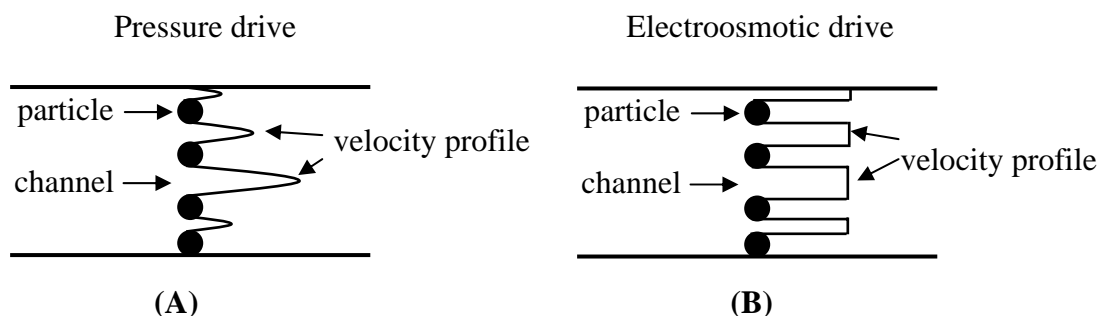 Pressure drive
particle
velocity profile
channel
(A)
Electroosmotic drive
particle
velocity profile
channel
(B)